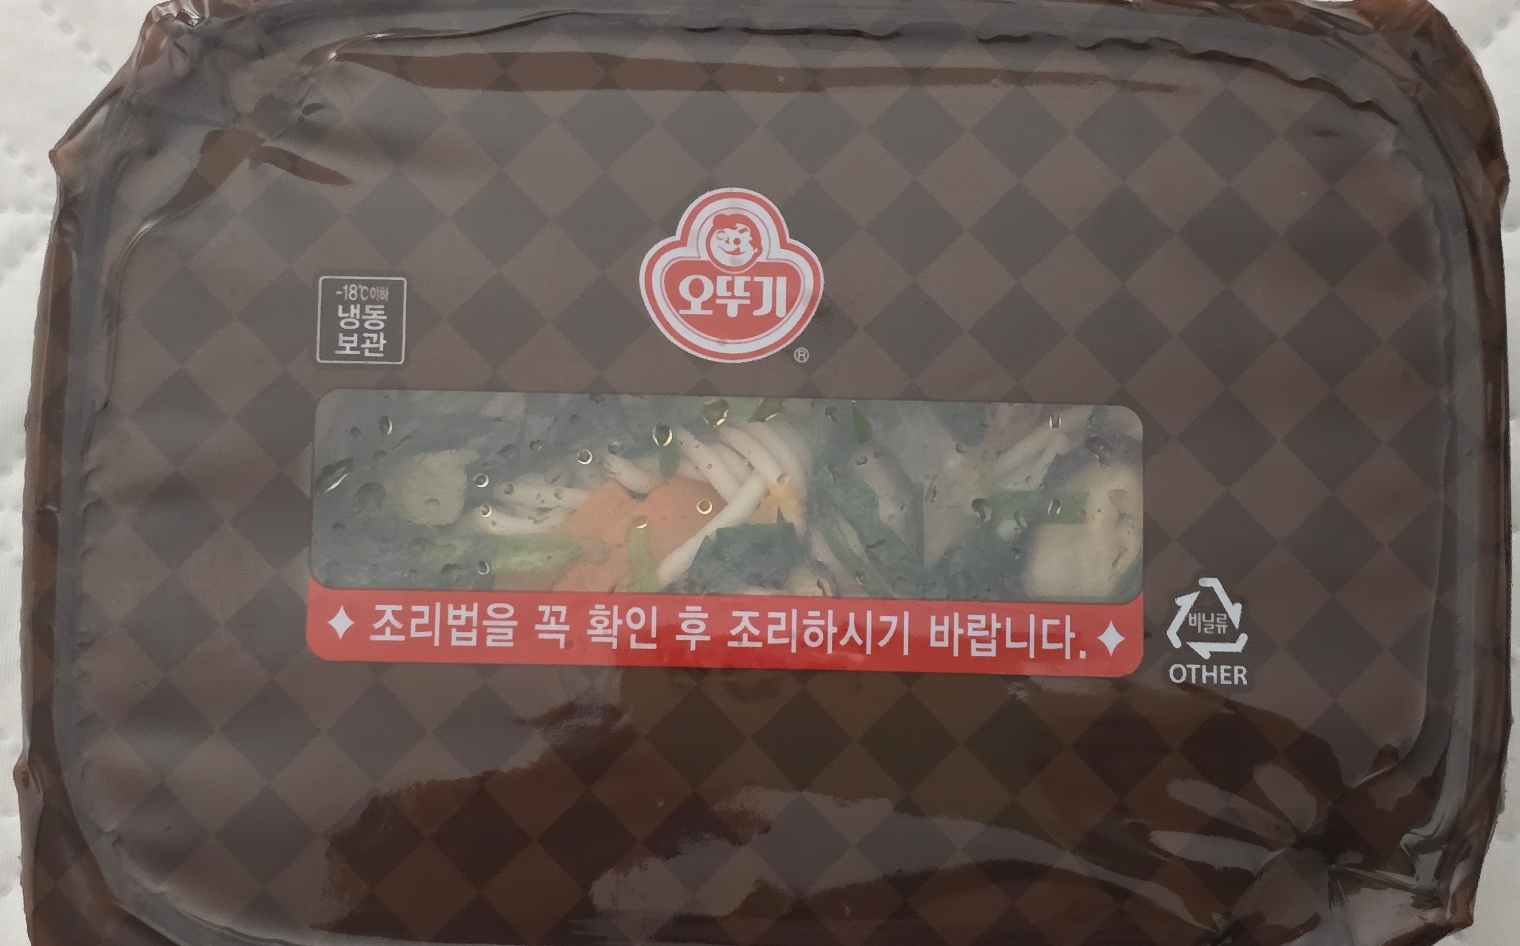 오뚜기
®
-18℃이하
냉동
보관
✦ 조리법을 꼭 확인 후 조리하시기 바랍니다. ✦
비닐류
OTHER